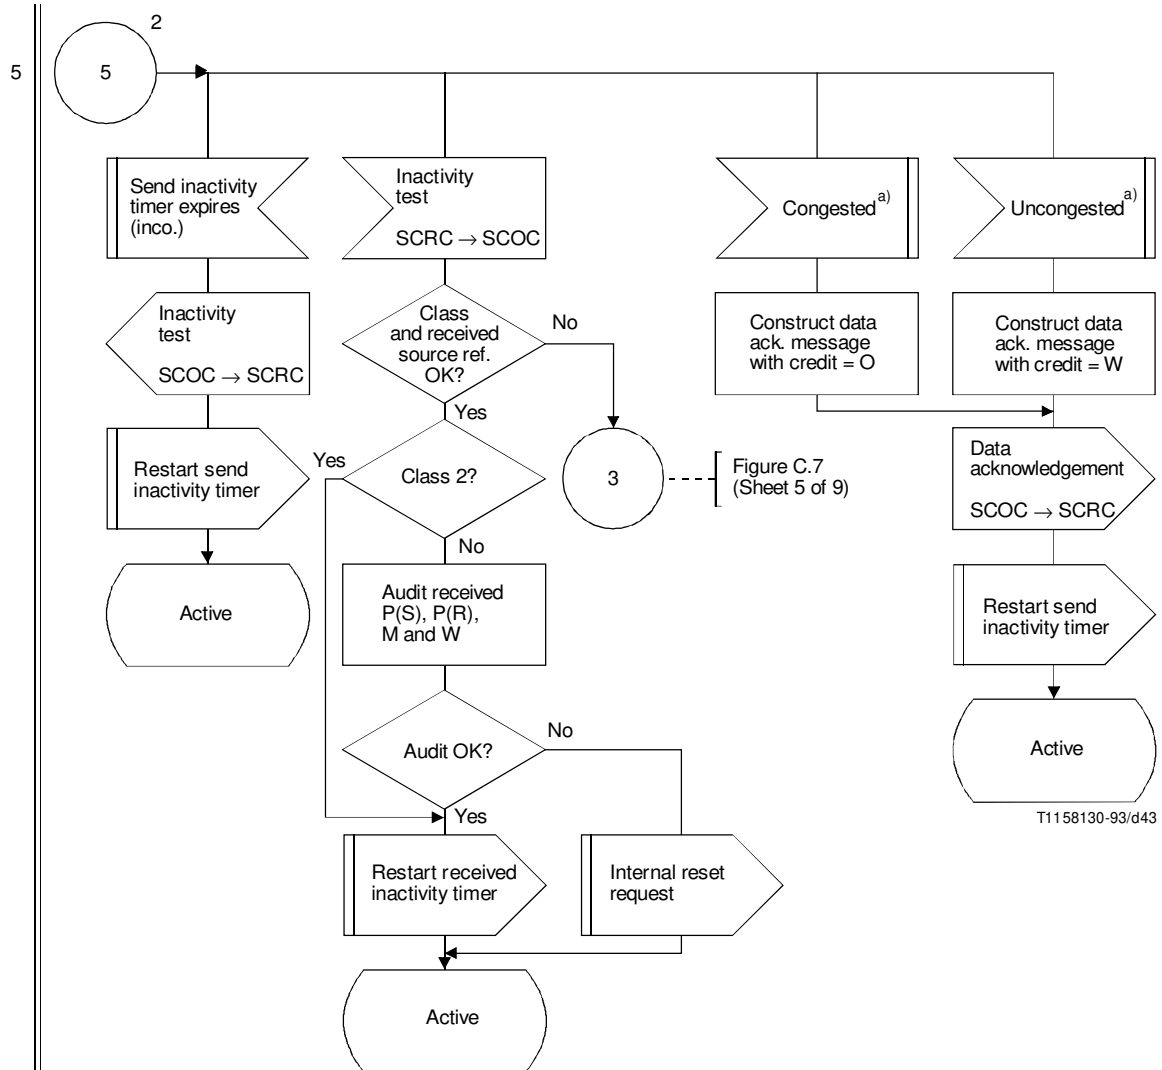 2
5
5
Send inactivity
timer expires
(inco.)
Inactivity
test
SCRC → SCOC
Congested a)
Uncongested a)
Inactivity
test
SCOC → SCRC
Class
and received
source ref.
OK?
No
Yes
Construct data
ack. message
with credit = O
Construct data
ack. message
with credit = W
Restart send
inactivity timer
Yes
Class 2?
No
3
Figure C.7
(Sheet 5 of 9)
Data
acknowledgement
SCOC → SCRC
Active
Audit received
P(S), P(R),
M and W
Restart send
inactivity timer
Audit OK?
No
Yes
Active
T1158130-93/d43
Restart received
inactivity timer
Internal reset
request
Active